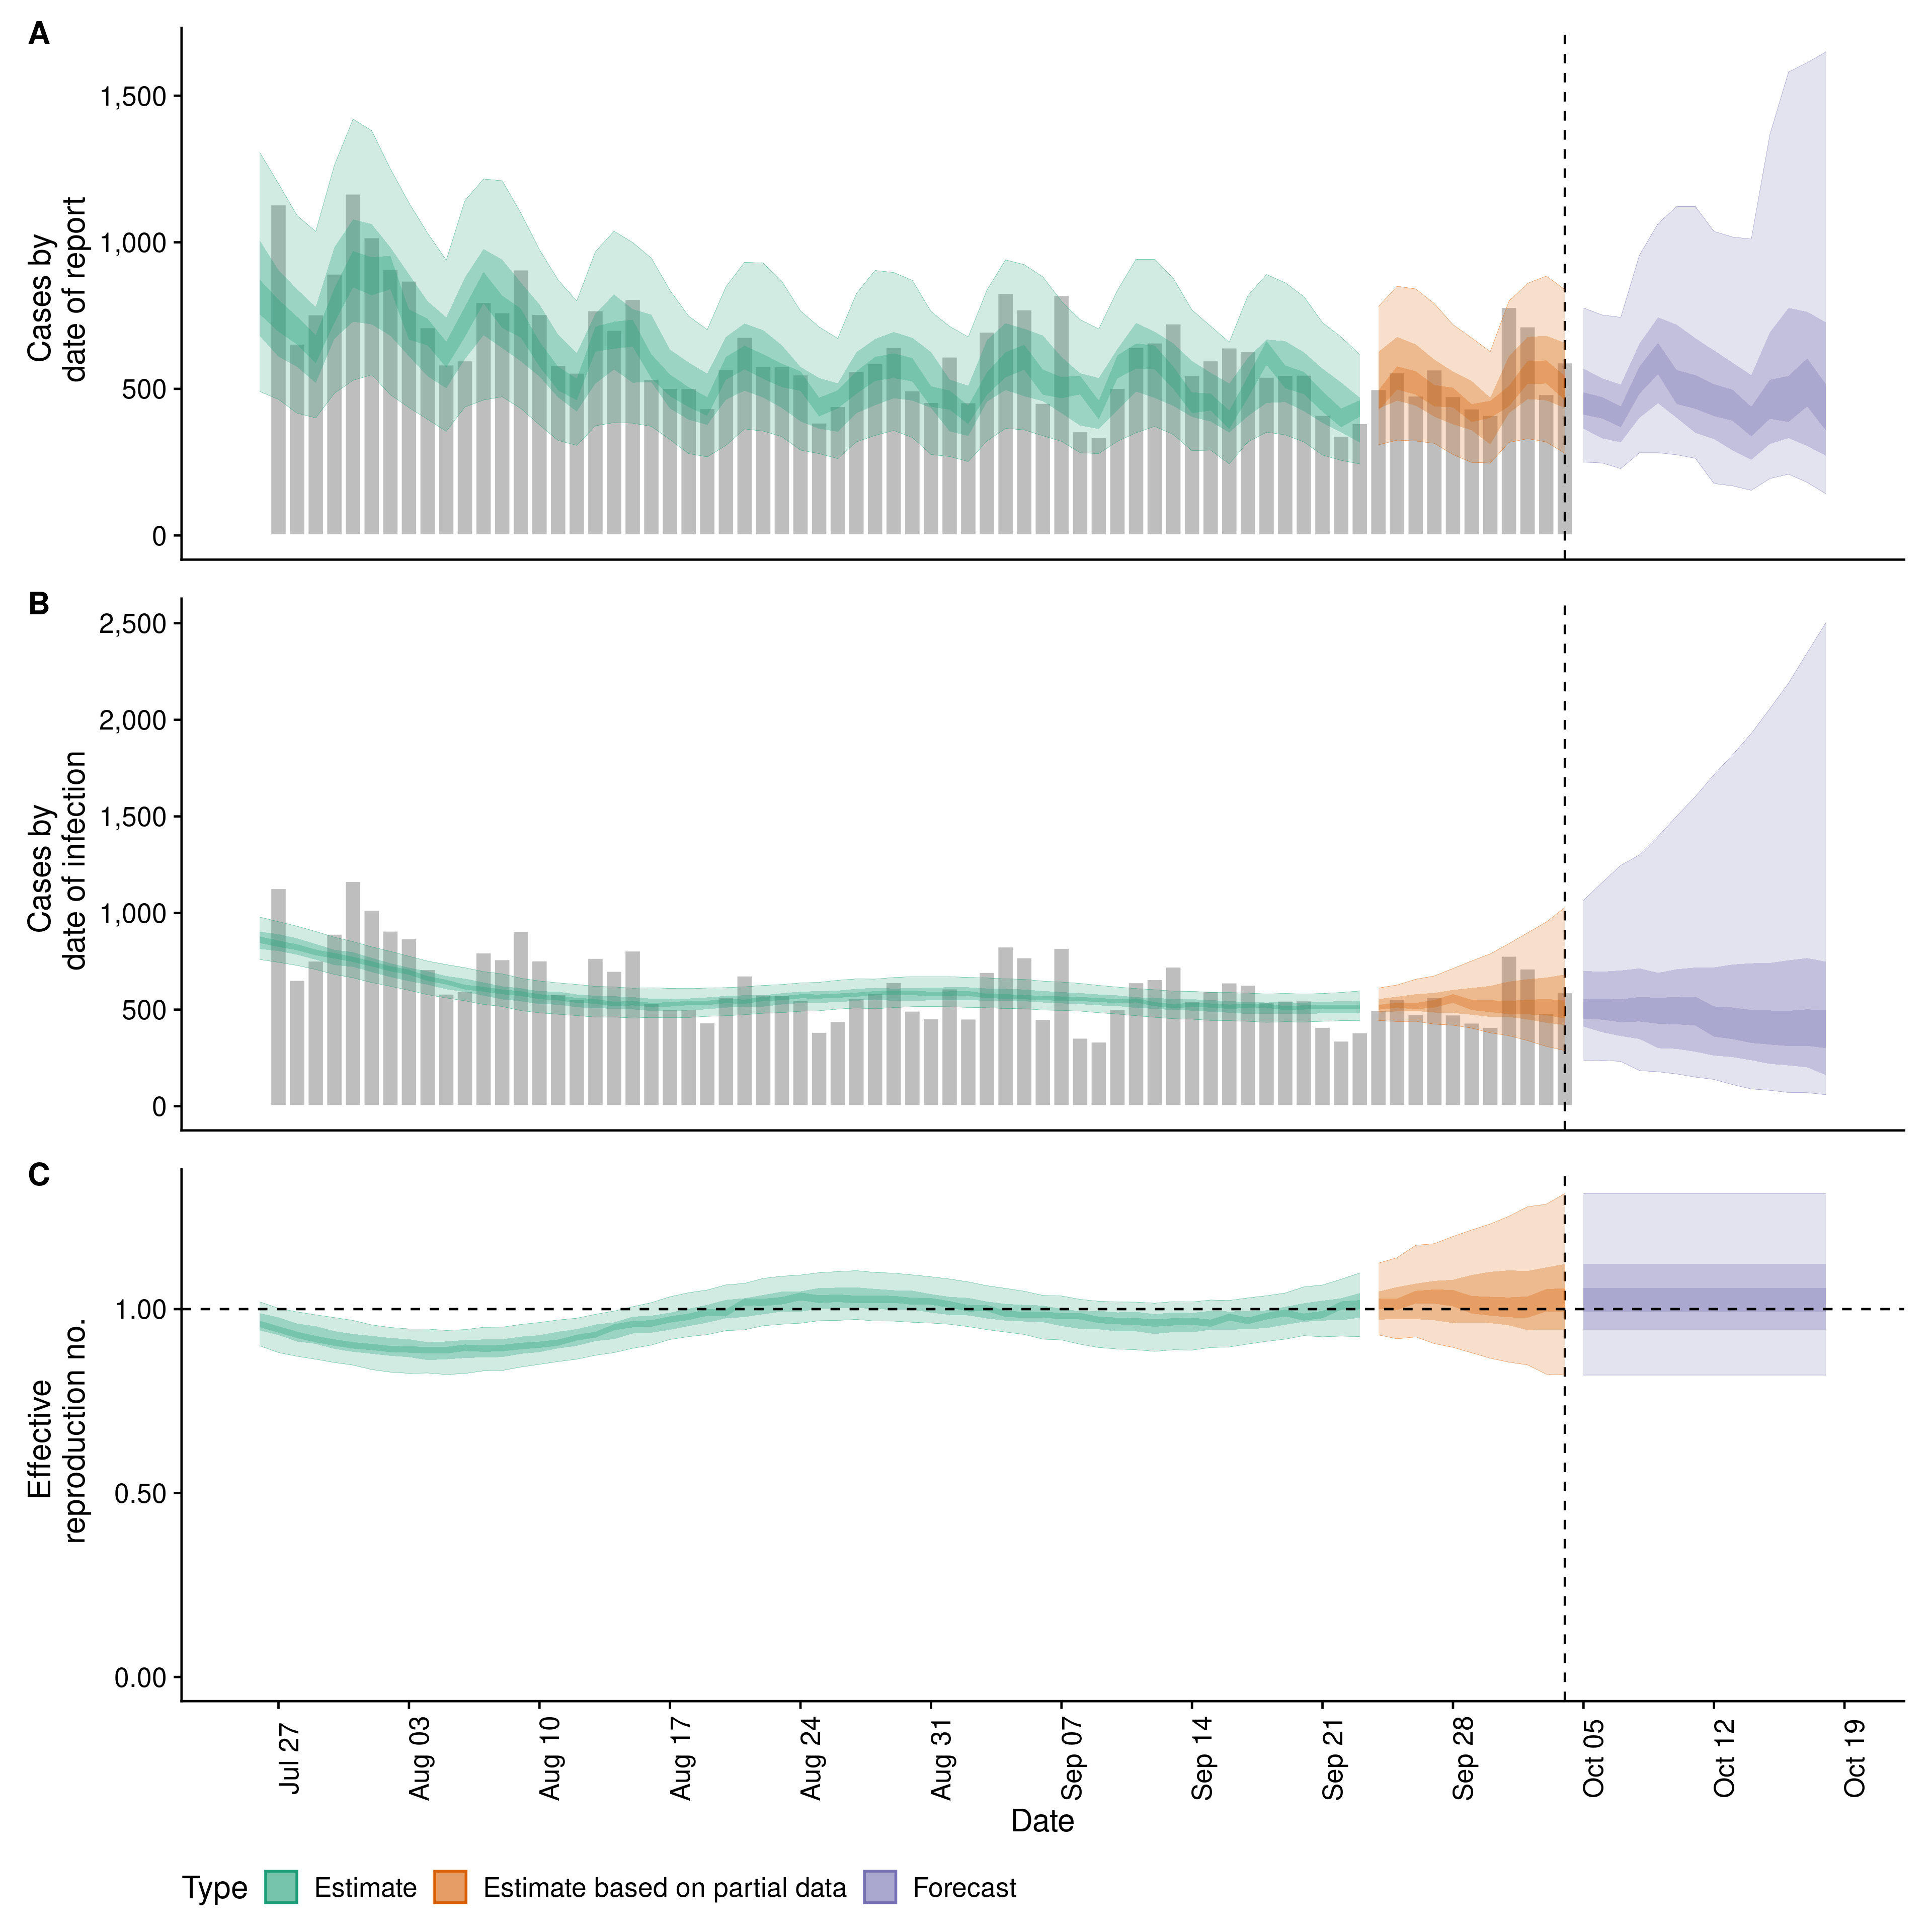 A
Cases by
date of report
1,500
1,000
500
0
B
Cases by
date of infection
2,500
2,000
1,500
1,000
500
0
C
Effective
reproduction no.
1.00
0.50
0.00
Jul 27
Aug 03
Aug 10
Aug 17
Aug 24
Aug 31
Sep 07
Sep 14
Sep 21
Sep 28
Oct 05
Oct 12
Oct 19
Date
Type Estimate Estimate based on partial data Forecast